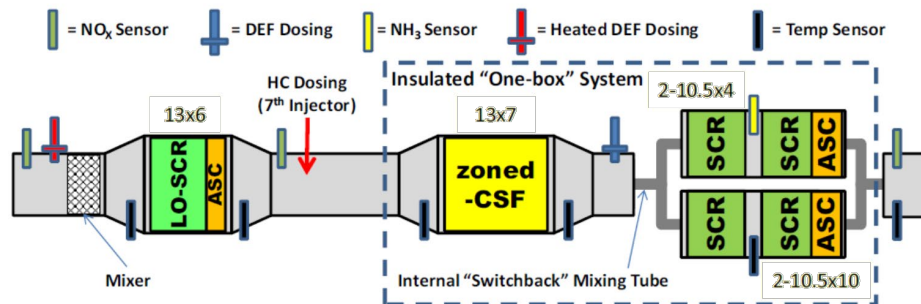 = NOX Sensor
= DEF Dosing
= NH3 Sensor
= Heated DEF Dosing
= Temp Sensor
HC Dosing
(7th Injector)
Insulated “One-box” System
13x6
13x7
2-10.5x4
LO-SCR
ASC
zoned
-CSF
SCR
SCR
ASC
SCR
SCR
ASC
Mixer
Internal “Switchback” Mixing Tube
2-10.5x10